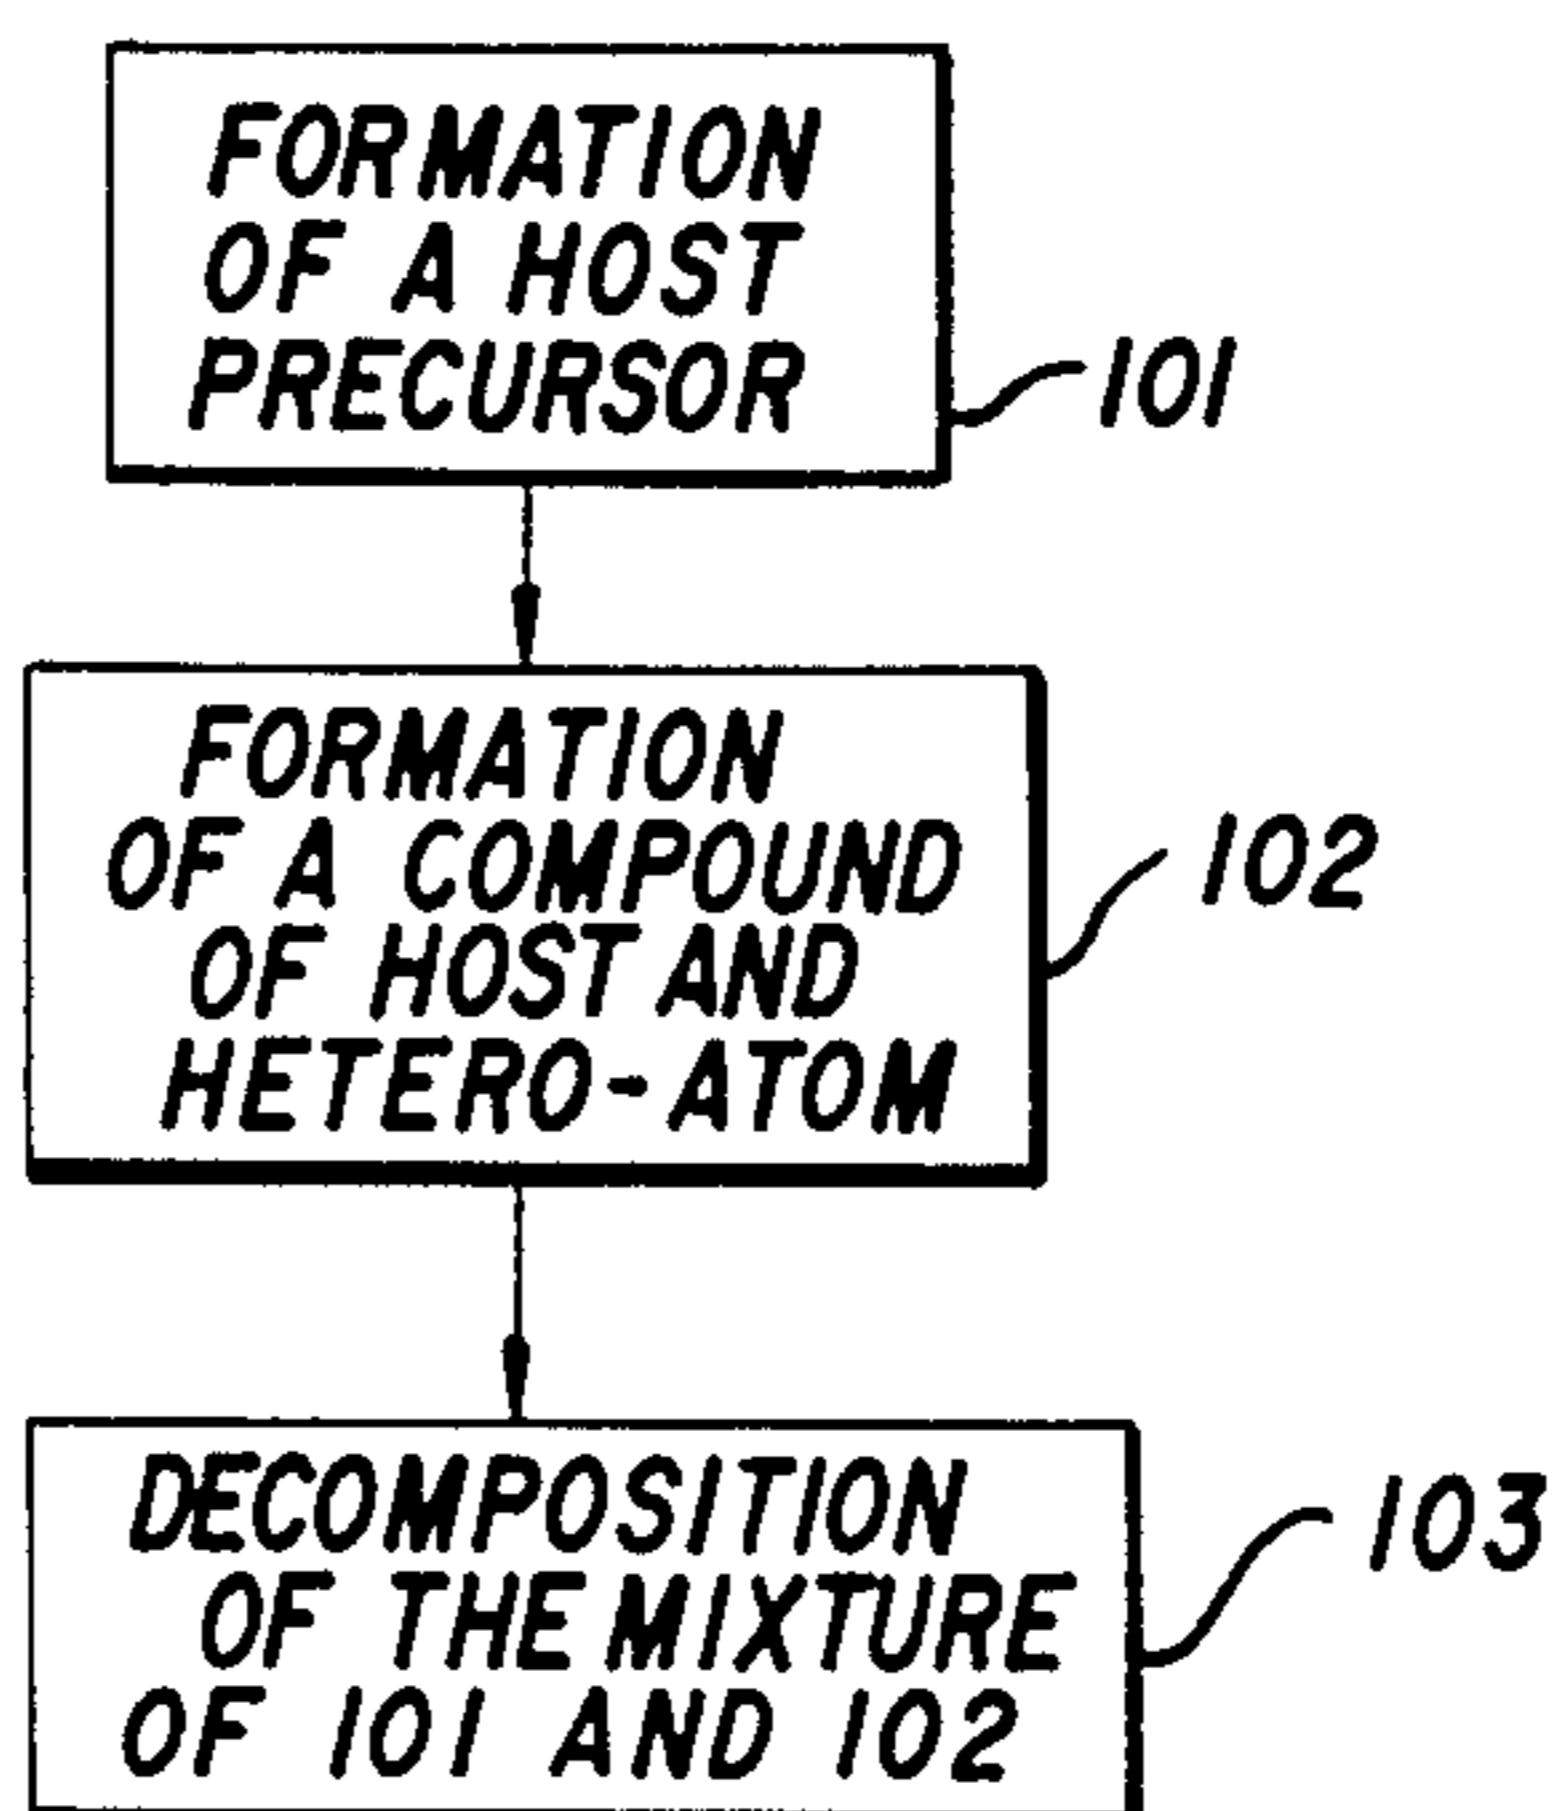 FORMATION
OF A HOST
PRECURSOR
101
FORMATION
OF A COMPOUND
OF HOST AND
HETERO-ATOM
102
DECOMPOSITION
OF THE MIXTURE
OF 101 AND 102
103